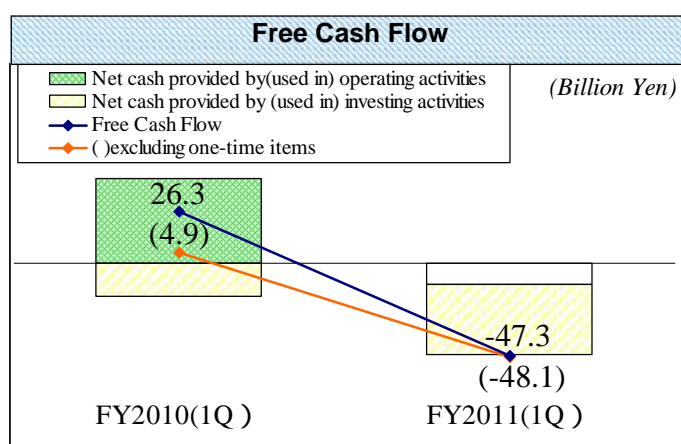 Free Cash Flow
Net cash provided by(used in) operating activities
Net cash provided by (used in) investing activities
Free Cash Flow
( )excluding one-time items
(Billion Yen)
26.3
(4.9)
-47.3
(-48.1)
FY2010(1Q )
FY2011(1Q )